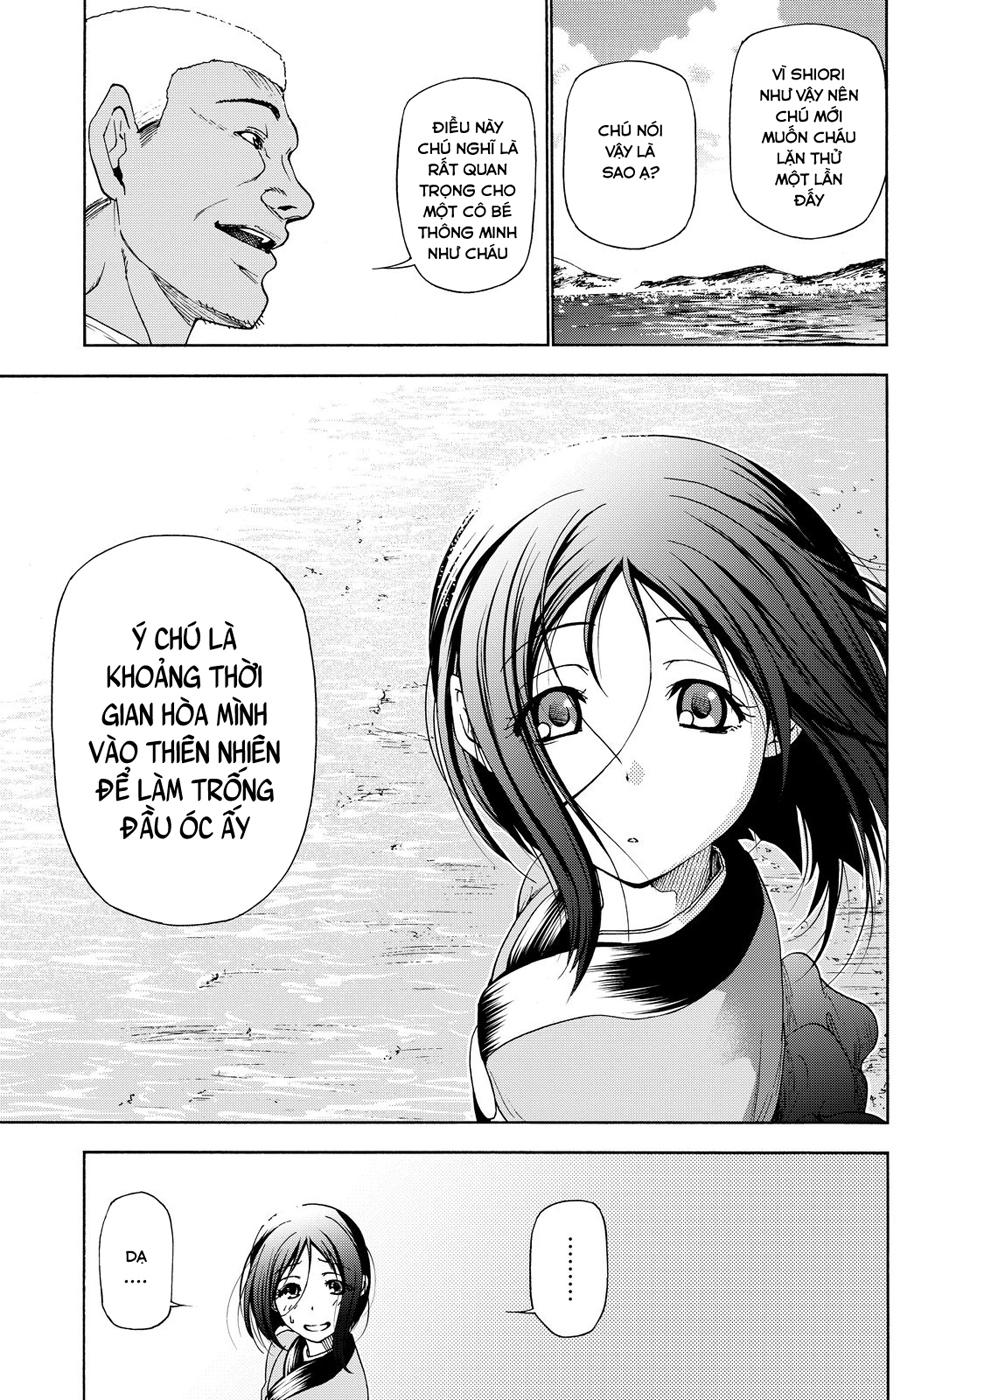 VÌ SHIORI
NHƯ VẬY NÊN
CHÚ MỚI
MUỐN CHÁU
LẶN THỬ
MỘT LẦN
ĐẤY
CHÚ NÓI
VẬY LÀ
SAO Ạ?
ĐIỀU NÀY
CHÚ NGHĨ LÀ
RẤT QUAN
TRỌNG CHO
MỘT CÔ BÉ
THÔNG MINH
NHƯ CHÁU
Ý CHÚ LÀ
KHOẢNG THỜI
GIAN HÒA MÌNH
VÀO THIÊN NHIÊN
ĐỂ LÀM TRỐNG
ĐẦU ÓC ẤY
.........
DẠ
....